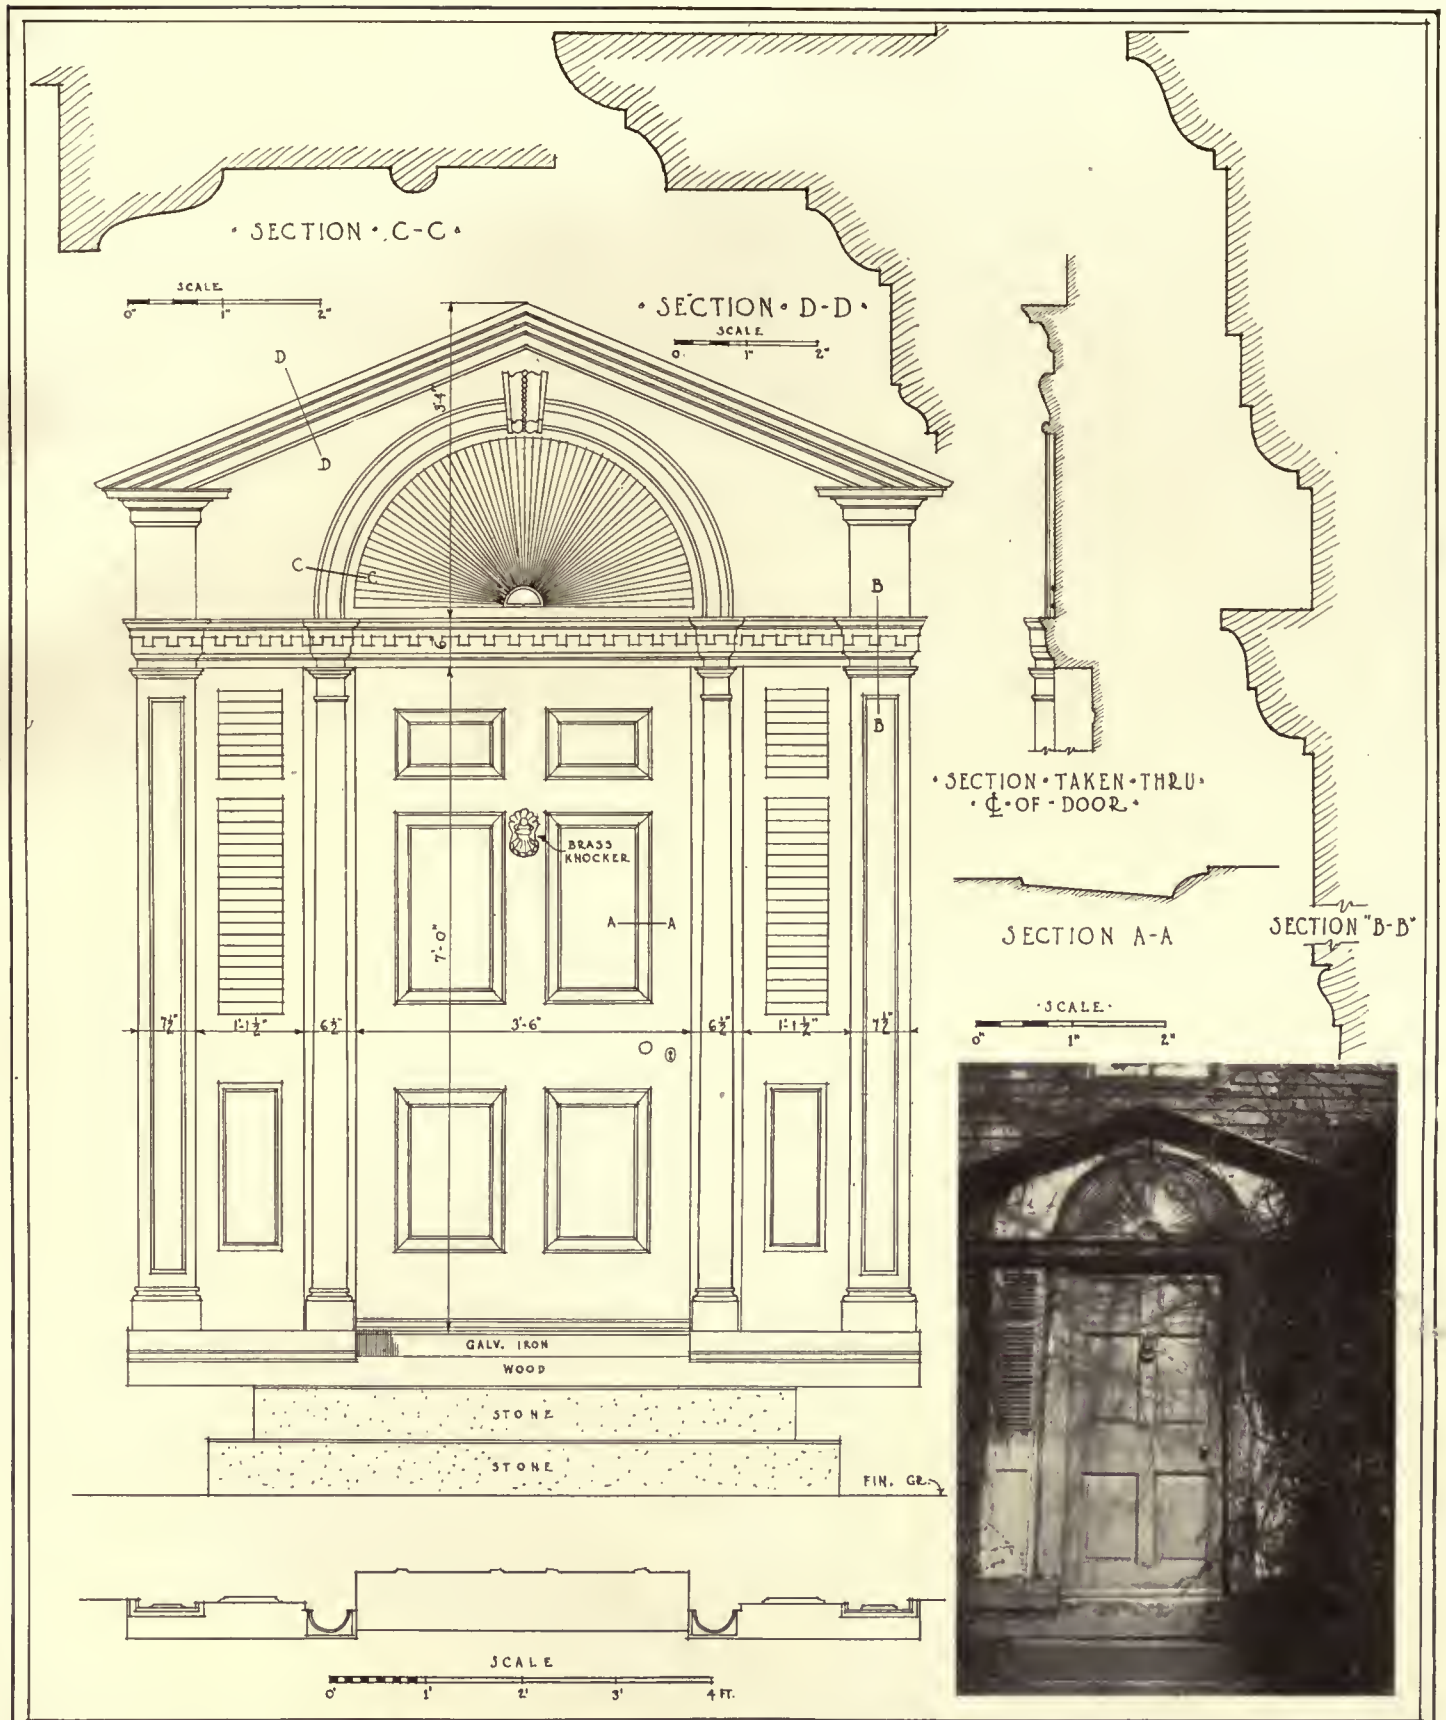 · SECTION · C-C ·
SCALE
0" 1" 2"
· SECTION · D-D ·
SCALE
0 1" 2"
D
D
3'-4"
C
C
B
6"
B
· SECTION · TAKEN · THRU ·
· ℄ · OF · DOOR ·
BRASS
KNOCKER
A A
7'-0"
SECTION A-A
SECTION "B-B"
· SCALE ·
0" 1" 2"
7½" 1'-1½" 6½" 3'-6" 6½" 1'-1½" 7½"
GALV. IRON
WOOD
STONE
STONE
FIN. GR.
SCALE
0' 1' 2' 3' 4 FT.